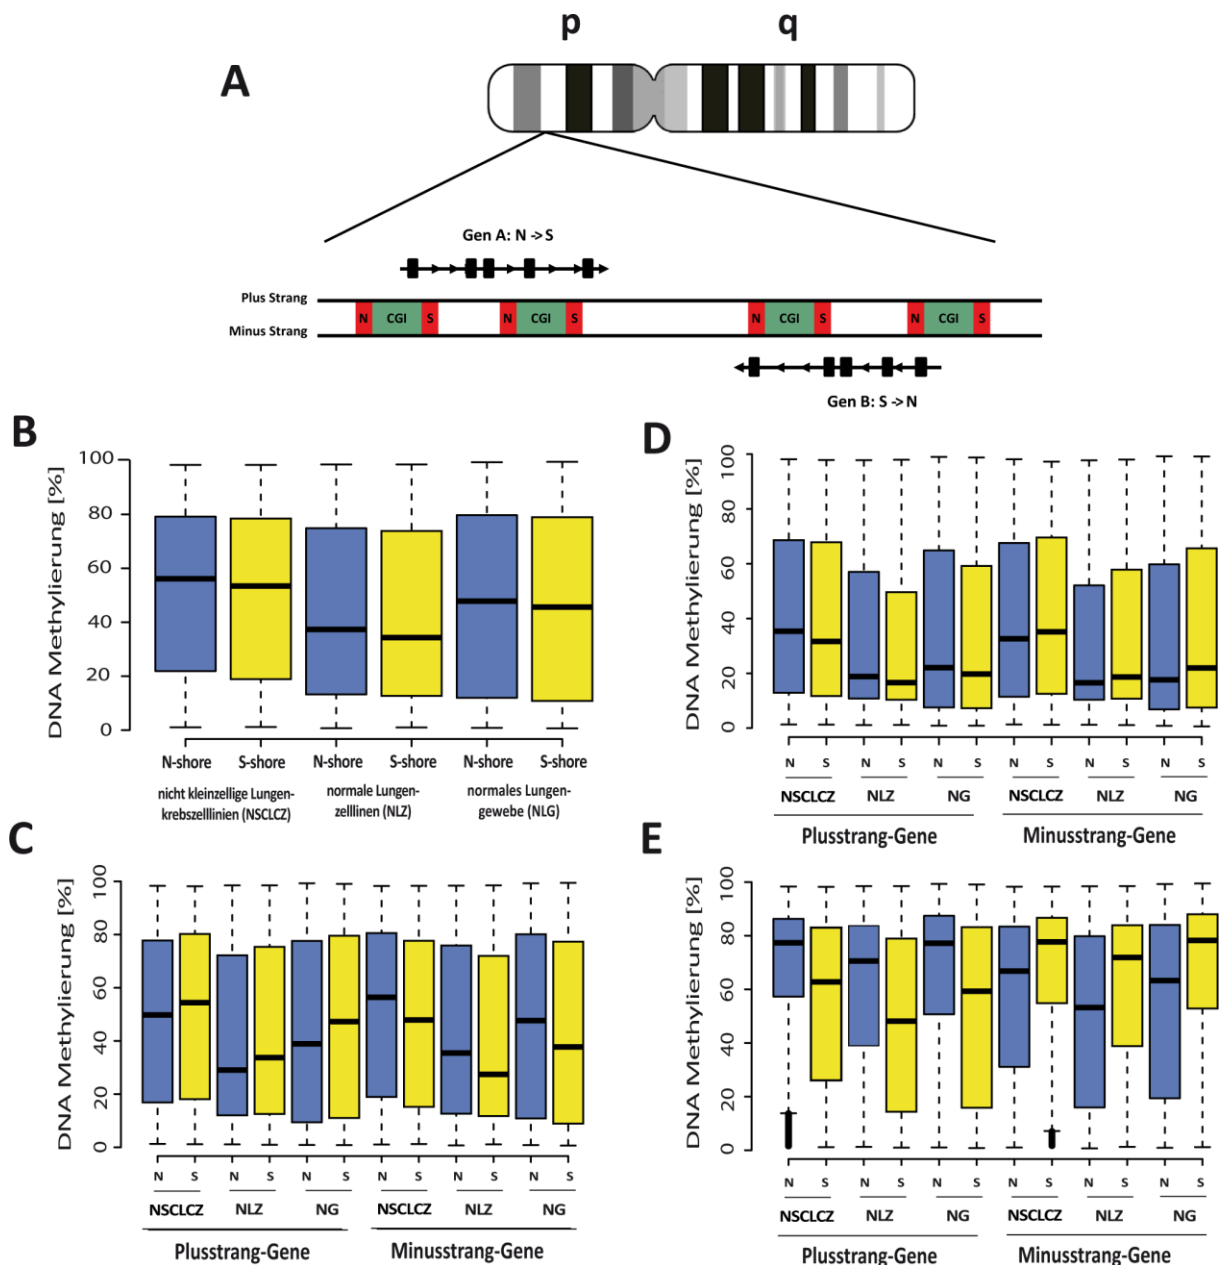 A
p q
Gen A: N -> S
Plus Strang
N CGI S N CGI S N CGI S N CGI S
Minus Strang
Gen B: S -> N
B
DNA Methylierung [%]
100
80
60
40
20
0
N-shore S-shore N-shore S-shore N-shore S-shore
nicht kleinzellige Lungen-
krebszelllinien (NSCLCZ)
normale Lungen-
zelllinen (NLZ)
normales Lungen-
gewebe (NLG)
C
DNA Methylierung [%]
100
80
60
40
20
0
N S N S N S N S N S N S
NSCLCZ NLZ NG NSCLCZ NLZ NG
Plusstrang-Gene Minusstrang-Gene
D
DNA Methylierung [%]
100
80
60
40
20
0
N S N S N S N S N S N S
NSCLCZ NLZ NG NSCLCZ NLZ NG
Plusstrang-Gene Minusstrang-Gene
E
DNA Methylierung [%]
100
80
60
40
20
0
N S N S N S N S N S N S
NSCLCZ NLZ NG NSCLCZ NLZ NG
Plusstrang-Gene Minusstrang-Gene